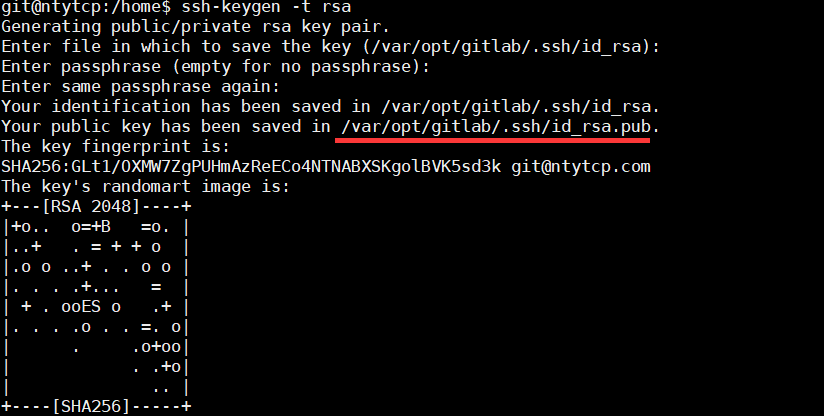 git@ntytcp:/home$ ssh-keygen -t rsa
Generating public/private rsa key pair.
Enter file in which to save the key (/var/opt/gitlab/.ssh/id_rsa):
Enter passphrase (empty for no passphrase):
Enter same passphrase again:
Your identification has been saved in /var/opt/gitlab/.ssh/id_rsa.
Your public key has been saved in /var/opt/gitlab/.ssh/id_rsa.pub.
The key fingerprint is:
SHA256:GLt1/OXMW7ZgPUHmAzReECo4NTNABXSKgolBVK5sd3k git@ntytcp.com
The key's randomart image is:
+---[RSA 2048]----+
|+o..  o=+B   =o. |
|..+   . = + + o  |
|.o o ..+ . . o o |
|. . . .+...   =  |
| + . ooES o   .+ |
|. . . .o . . =. o|
|      .     .o+oo|
|            . .+o|
|              .. |
+----[SHA256]-----+